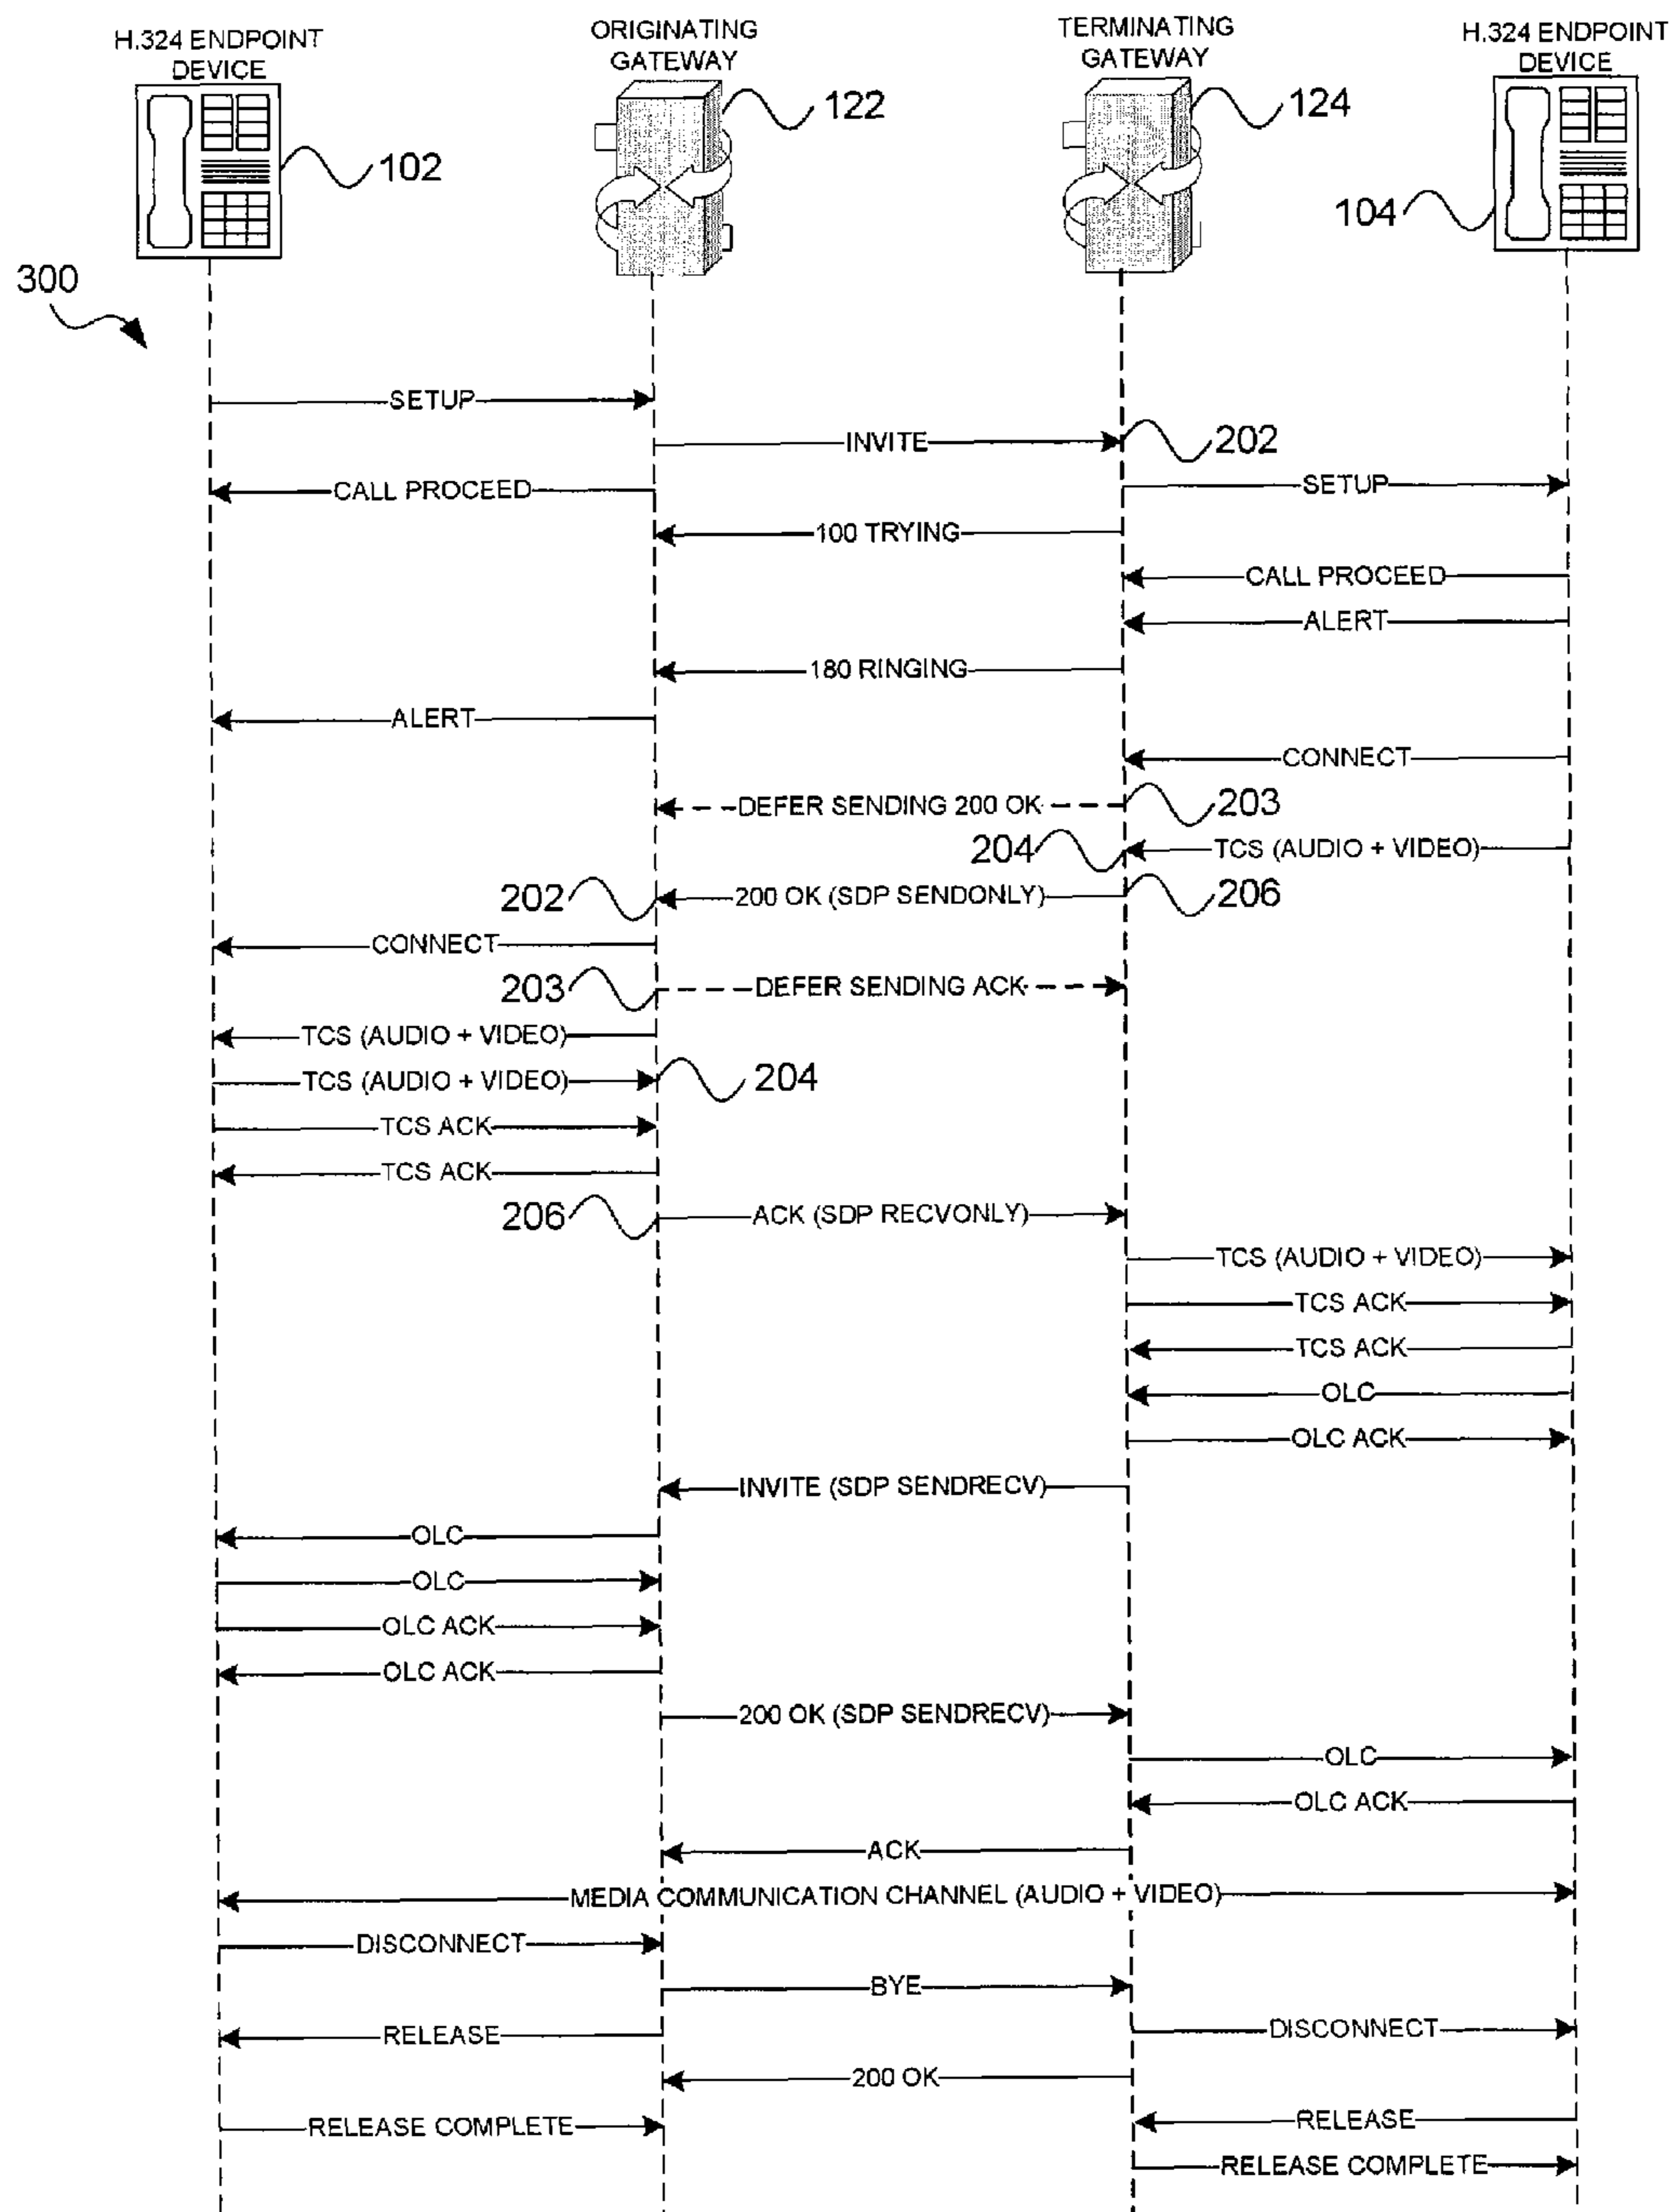 H.324 ENDPOINT
DEVICE
ORIGINATING
GATEWAY
TERMINATING
GATEWAY
H.324 ENDPOINT
DEVICE
122
124
102
104
300
SETUP
INVITE
202
CALL PROCEED
SETUP
100 TRYING
CALL PROCEED
ALERT
180 RINGING
ALERT
CONNECT
DEFER SENDING 200 OK
203
204
TCS (AUDIO + VIDEO)
202
200 OK (SDP SENDONLY)
206
CONNECT
203
DEFER SENDING ACK
TCS (AUDIO + VIDEO)
TCS (AUDIO + VIDEO)
204
TCS ACK
TCS ACK
206
ACK (SDP RECVONLY)
TCS (AUDIO + VIDEO)
TCS ACK
TCS ACK
OLC
OLC ACK
INVITE (SDP SENDRECV)
OLC
OLC
OLC ACK
OLC ACK
200 OK (SDP SENDRECV)
OLC
OLC ACK
ACK
MEDIA COMMUNICATION CHANNEL (AUDIO + VIDEO)
DISCONNECT
BYE
RELEASE
DISCONNECT
200 OK
RELEASE COMPLETE
RELEASE
RELEASE COMPLETE